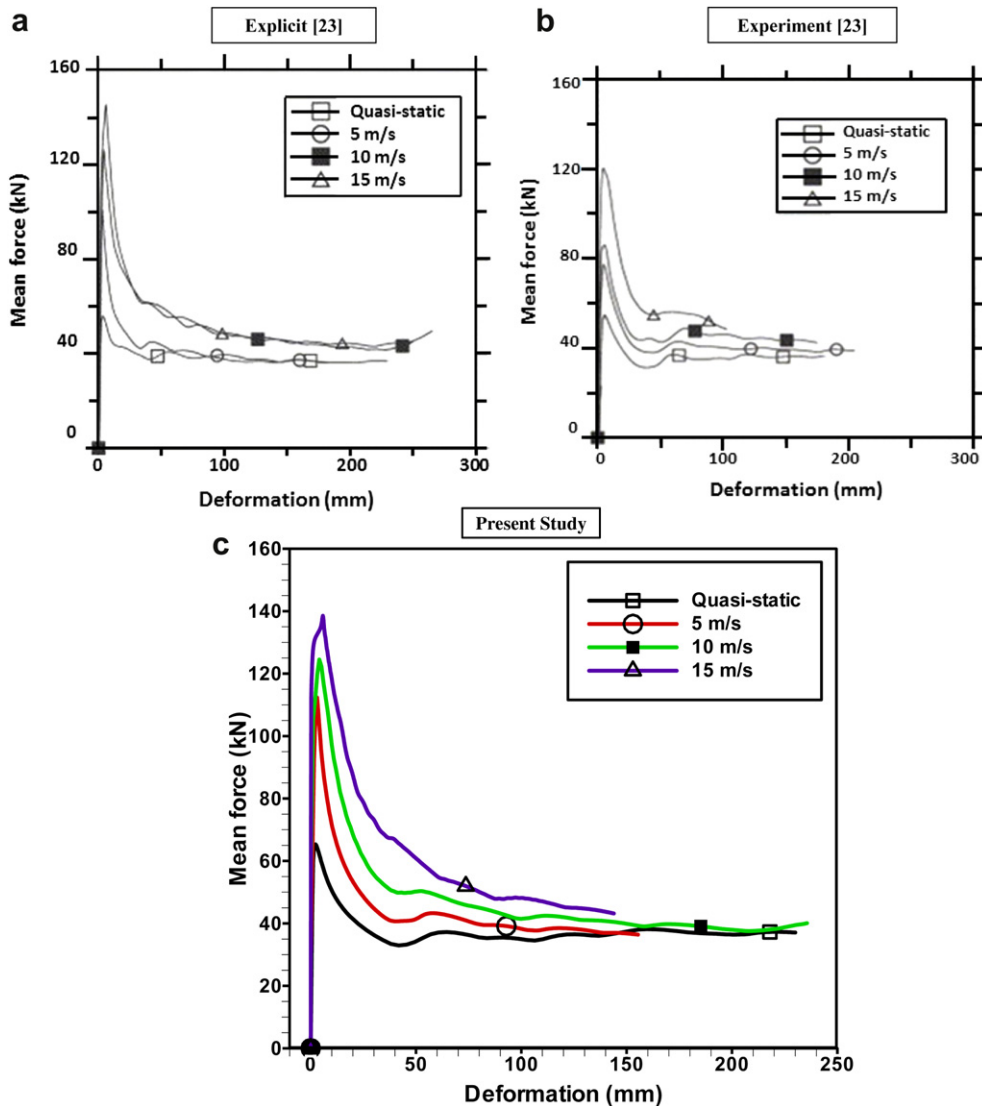 a
Explicit [23]
160
120
80
40
0
Mean force (kN)
Quasi-static
5 m/s
10 m/s
15 m/s
0
100
200
300
Deformation (mm)
b
Experiment [23]
160
120
80
40
0
Mean force (kN)
Quasi-static
5 m/s
10 m/s
15 m/s
0
100
200
300
Deformation (mm)
Present Study
c
160
140
120
100
80
60
40
20
0
Mean force (kN)
Quasi-static
5 m/s
10 m/s
15 m/s
0
50
100
150
200
250
Deformation (mm)